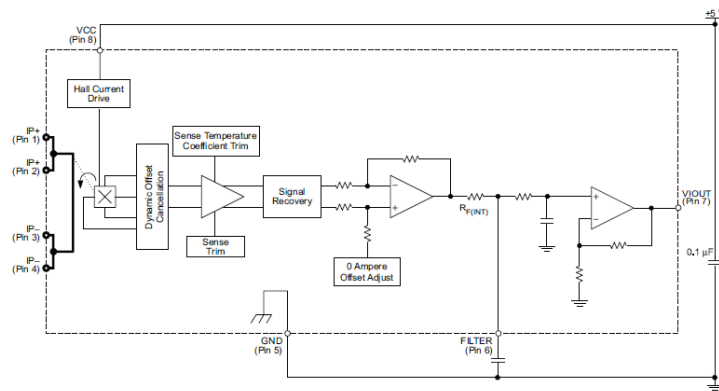 +5 V
VCC
(Pin 8)
Hall Current
Drive
IP+
(Pin 1)
IP+
(Pin 2)
IP−
(Pin 3)
IP−
(Pin 4)
Dynamic Offset
Cancellation
Sense Temperature
Coefficient Trim
Sense
Trim
Signal
Recovery
0 Ampere
Offset Adjust
−
+
RF(INT)
+
−
VIOUT
(Pin 7)
0.1 µF
GND
(Pin 5)
FILTER
(Pin 6)